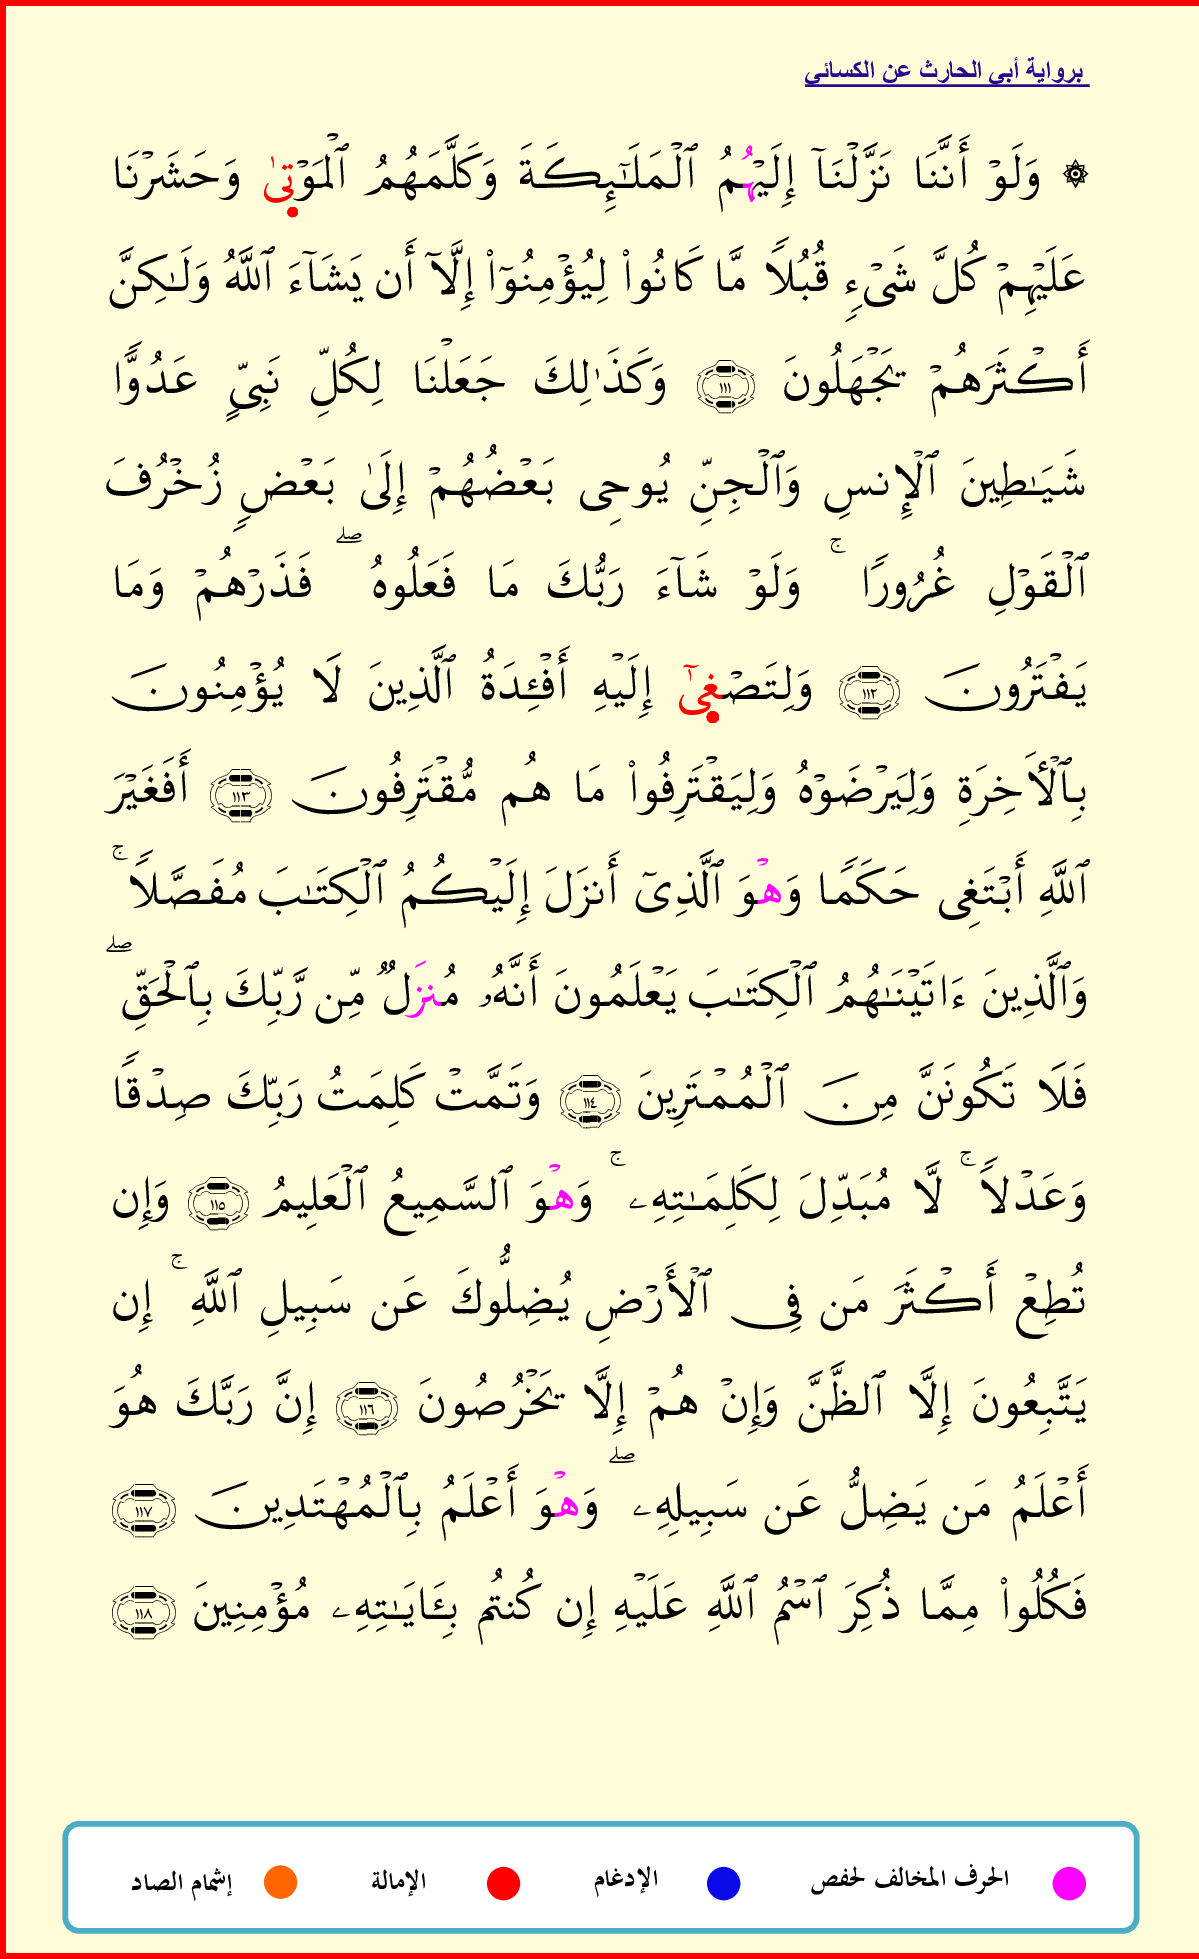 برواية أبي الحارث عن الكسائي
۞ وَلَوۡ أَنَّنَا نَزَّلۡنَآ إِلَيۡهُمُ ٱلۡمَلَٰٓئِكَةَ وَكَلَّمَهُمُ ٱلۡمَوۡتىٰ وَحَشَرۡنَا
عَلَيۡهِمۡ كُلَّ شَيۡءٖ قُبُلٗا مَّا كَانُواْ لِيُؤۡمِنُوٓاْ إِلَّآ أَن يَشَآءَ ٱللَّهُ وَلَٰكِنَّ
أَكۡثَرَهُمۡ يَجۡهَلُونَ ١١١ وَكَذَٰلِكَ جَعَلۡنَا لِكُلِّ نَبِيٍّ عَدُوّٗا
شَيَٰطِينَ ٱلۡإِنسِ وَٱلۡجِنِّ يُوحِي بَعۡضُهُمۡ إِلَىٰ بَعۡضٖ زُخۡرُفَ
ٱلۡقَوۡلِ غُرُورٗاۚ وَلَوۡ شَآءَ رَبُّكَ مَا فَعَلُوهُۖ فَذَرۡهُمۡ وَمَا
يَفۡتَرُونَ ١١٢ وَلِتَصۡغىٰٓ إِلَيۡهِ أَفۡـِٔدَةُ ٱلَّذِينَ لَا يُؤۡمِنُونَ
بِٱلۡأٓخِرَةِ وَلِيَرۡضَوۡهُ وَلِيَقۡتَرِفُواْ مَا هُم مُّقۡتَرِفُونَ ١١٣ أَفَغَيۡرَ
ٱللَّهِ أَبۡتَغِي حَكَمٗا وَهۡوَ ٱلَّذِيٓ أَنزَلَ إِلَيۡكُمُ ٱلۡكِتَٰبَ مُفَصَّلٗاۚ
وَٱلَّذِينَ ءَاتَيۡنَٰهُمُ ٱلۡكِتَٰبَ يَعۡلَمُونَ أَنَّهُۥ مُنزَلٞ مِّن رَّبِّكَ بِٱلۡحَقِّۖ
فَلَا تَكُونَنَّ مِنَ ٱلۡمُمۡتَرِينَ ١١٤ وَتَمَّتۡ كَلِمَتُ رَبِّكَ صِدۡقٗا
وَعَدۡلٗاۚ لَّا مُبَدِّلَ لِكَلِمَٰتِهِۦۚ وَهۡوَ ٱلسَّمِيعُ ٱلۡعَلِيمُ ١١٥ وَإِن
تُطِعۡ أَكۡثَرَ مَن فِي ٱلۡأَرۡضِ يُضِلُّوكَ عَن سَبِيلِ ٱللَّهِۚ إِن
يَتَّبِعُونَ إِلَّا ٱلظَّنَّ وَإِنۡ هُمۡ إِلَّا يَخۡرُصُونَ ١١٦ إِنَّ رَبَّكَ هُوَ
أَعۡلَمُ مَن يَضِلُّ عَن سَبِيلِهِۦۖ وَهۡوَ أَعۡلَمُ بِٱلۡمُهۡتَدِينَ ١١٧
فَكُلُواْ مِمَّا ذُكِرَ ٱسۡمُ ٱللَّهِ عَلَيۡهِ إِن كُنتُم بِـَٔايَٰتِهِۦ مُؤۡمِنِينَ ١١٨
الحرف المخالف لحفص الإدغام الإمالة إشمام الصاد